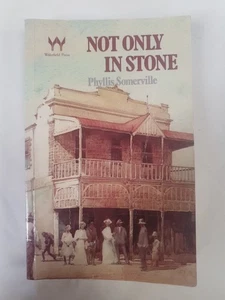 Wakefield Press
NOT ONLY
IN STONE
Phyllis Somerville